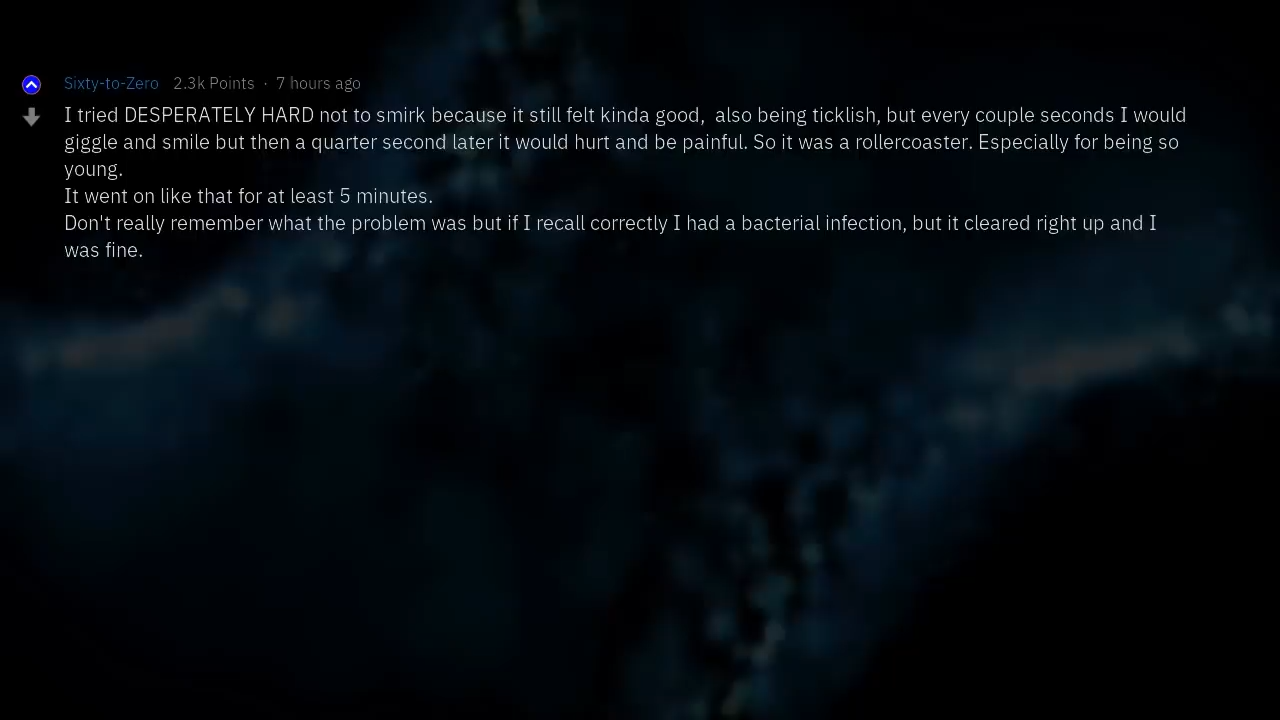 Sixty-to-Zero 2.3k Points · 7 hours ago
I tried DESPERATELY HARD not to smirk because it still felt kinda good,  also being ticklish, but every couple seconds I would
giggle and smile but then a quarter second later it would hurt and be painful. So it was a rollercoaster. Especially for being so
young.
It went on like that for at least 5 minutes.
Don't really remember what the problem was but if I recall correctly I had a bacterial infection, but it cleared right up and I
was fine.